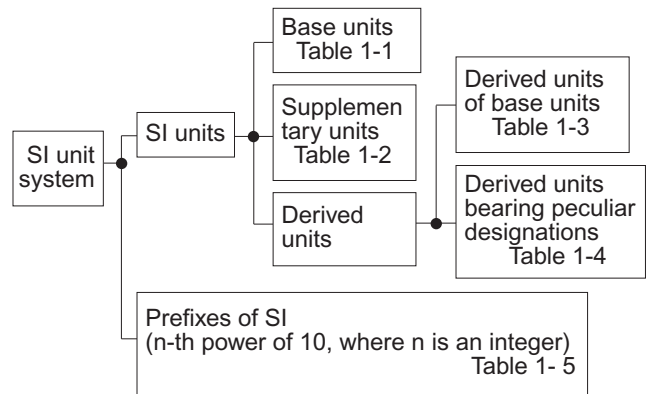 Base units
Table 1-1
Derived units
of base units
Table 1-3
Supplemen
tary units
Table 1-2
SI units
SI unit
system
Derived units
bearing peculiar
designations
Table 1-4
Derived
units
Prefixes of SI
(n-th power of 10, where n is an integer)
Table 1- 5